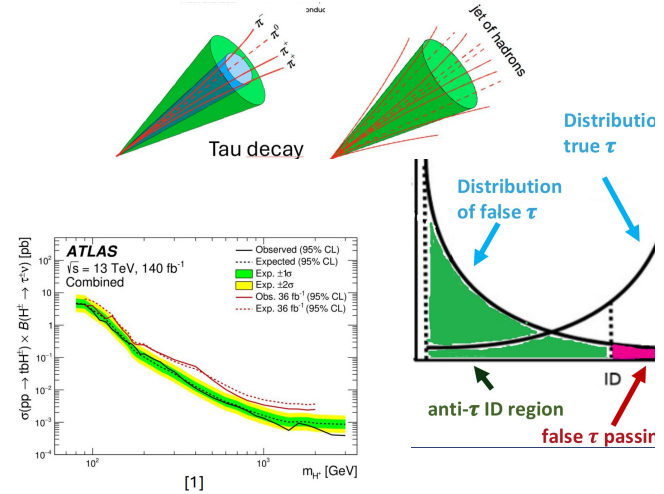 π⁻
π⁰
π⁺
π⁺
Tau decay
jet of hadrons
Distribution
of false τ
true τ
ID
anti-τ ID region
false τ
σ(pp → tbH±) × B(H± → τ±ν) [pb]
ATLAS
√s = 13 TeV, 140 fb⁻¹
Combined
Observed (95% CL)
Expected (95% CL)
Exp. ±1σ
Exp. ±2σ
Obs. 36 fb⁻¹ (95% CL)
Exp. 36 fb⁻¹ (95% CL)
10²
10
1
10⁻¹
10⁻²
10⁻³
10⁻⁴
10²
10³
m_H⁺ [GeV]
[1]